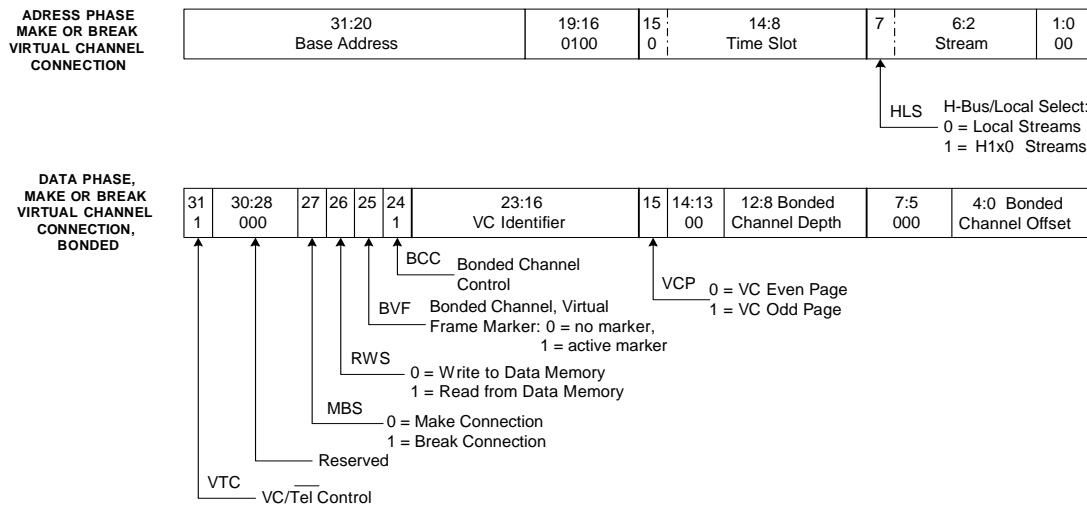 ADRESS PHASE
MAKE OR BREAK
VIRTUAL CHANNEL
CONNECTION
31:20
Base Address
19:16
0100
15
0
14:8
Time Slot
7
6:2
Stream
1:0
00
HLS
H-Bus/Local Select:
0 = Local Streams
1 = H1x0 Streams
DATA PHASE,
MAKE OR BREAK
VIRTUAL CHANNEL
CONNECTION,
BONDED
31
1
30:28
000
27
26
25
24
1
23:16
VC Identifier
15
14:13
00
12:8 Bonded
Channel Depth
7:5
000
4:0 Bonded
Channel Offset
BCC
Bonded Channel
Control
VCP
0 = VC Even Page
1 = VC Odd Page
BVF
Bonded Channel, Virtual
Frame Marker: 0 = no marker,
1 = active marker
RWS
0 = Write to Data Memory
1 = Read from Data Memory
MBS
0 = Make Connection
1 = Break Connection
Reserved
VTC
VC/Tel Control